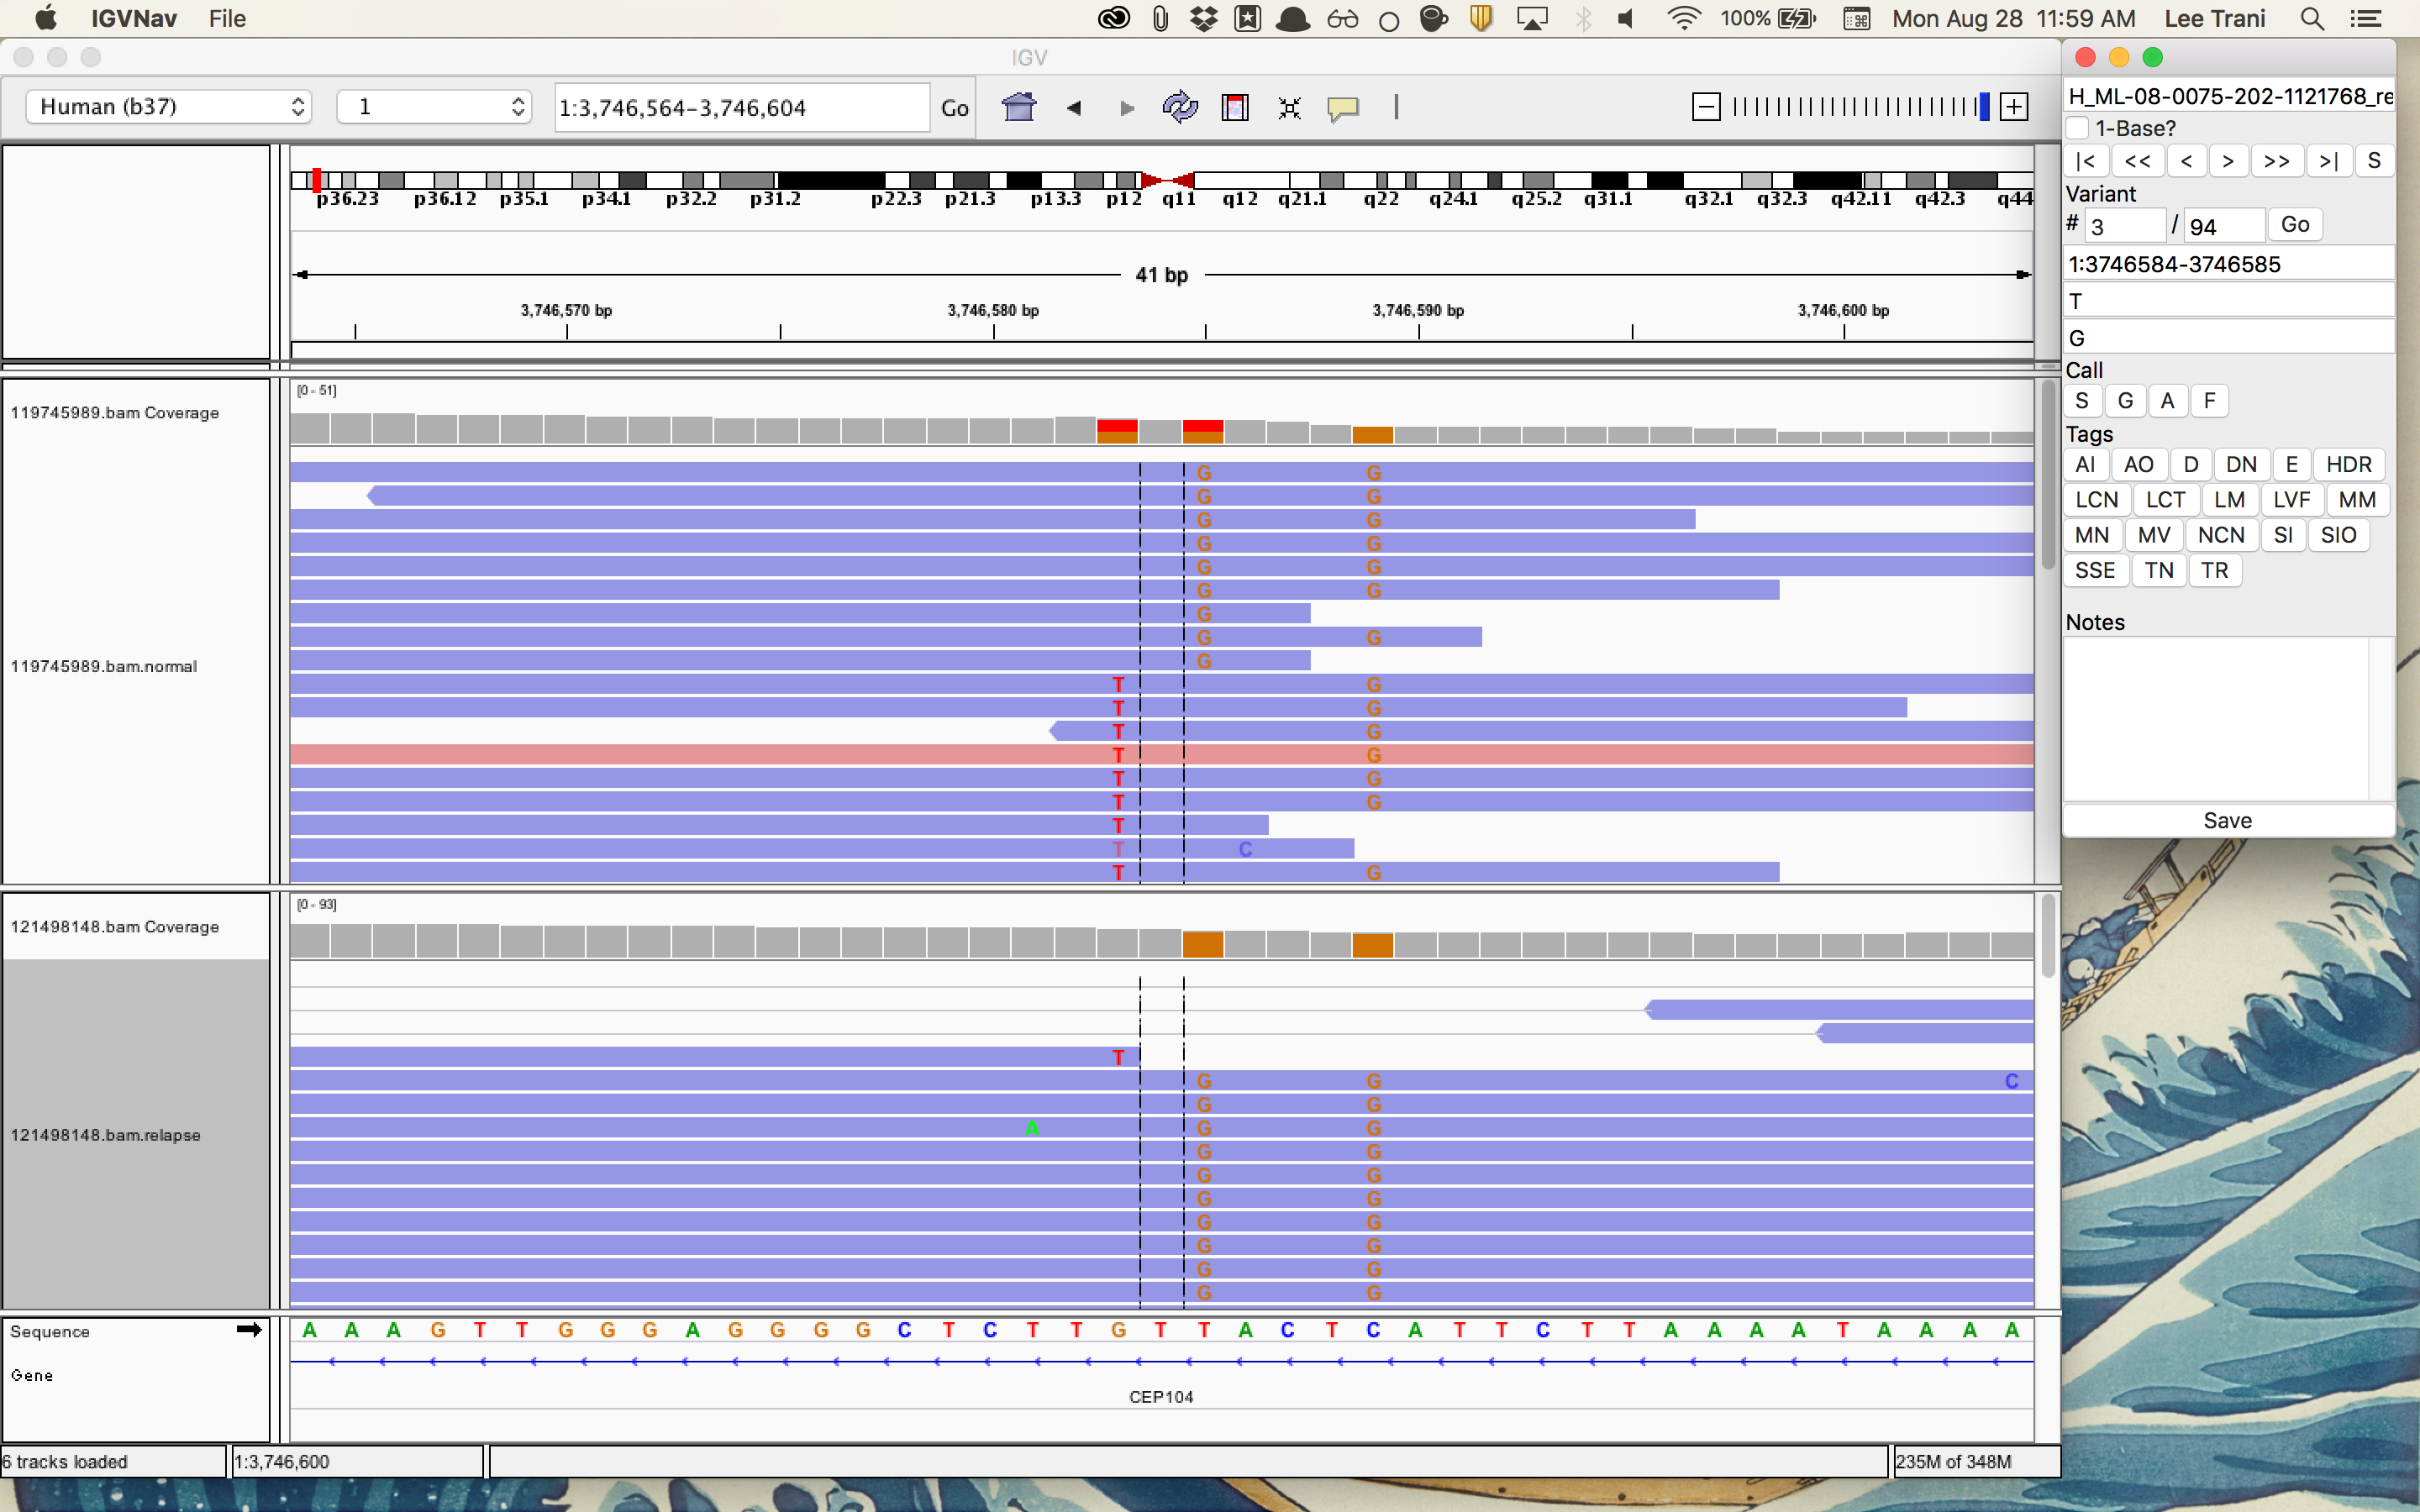 IGVNav File 100% Mon Aug 28 11:59 AM Lee Trani
IGV
Human (b37) 1 1:3,746,564-3,746,604 Go
p36.23 p36.12 p35.1 p34.1 p32.2 p31.2 p22.3 p21.3 p13.3 p12 q11 q12 q21.1 q22 q24.1 q25.2 q31.1 q32.1 q32.3 q42.11 q42.3 q44
41 bp
3,746,570 bp 3,746,580 bp 3,746,590 bp 3,746,600 bp
[0 - 51]
119745989.bam Coverage
G G
G G
G G
G G
G G
G G
G
G G
G
119745989.bam.normal
T G
T G
T G
T G
T G
T G
T
T C
T G
[0 - 93]
121498148.bam Coverage
T
G G C
G G
A G G
121498148.bam.relapse
G G
G G
G G
G G
G G
G G
G G
Sequence A A A G T T G G G A G G G G C T C T T G T T A C T C A T T C T T A A A A T A A A A
Gene
CEP104
6 tracks loaded 1:3,746,600 235M of 348M
H_ML-08-0075-202-1121768_re
1-Base?
|< << < > >> >| S
Variant
# 3 / 94 Go
1:3746584-3746585
T
G
Call
S G A F
Tags
AI AO D DN E HDR
LCN LCT LM LVF MM
MN MV NCN SI SIO
SSE TN TR
Notes
Save